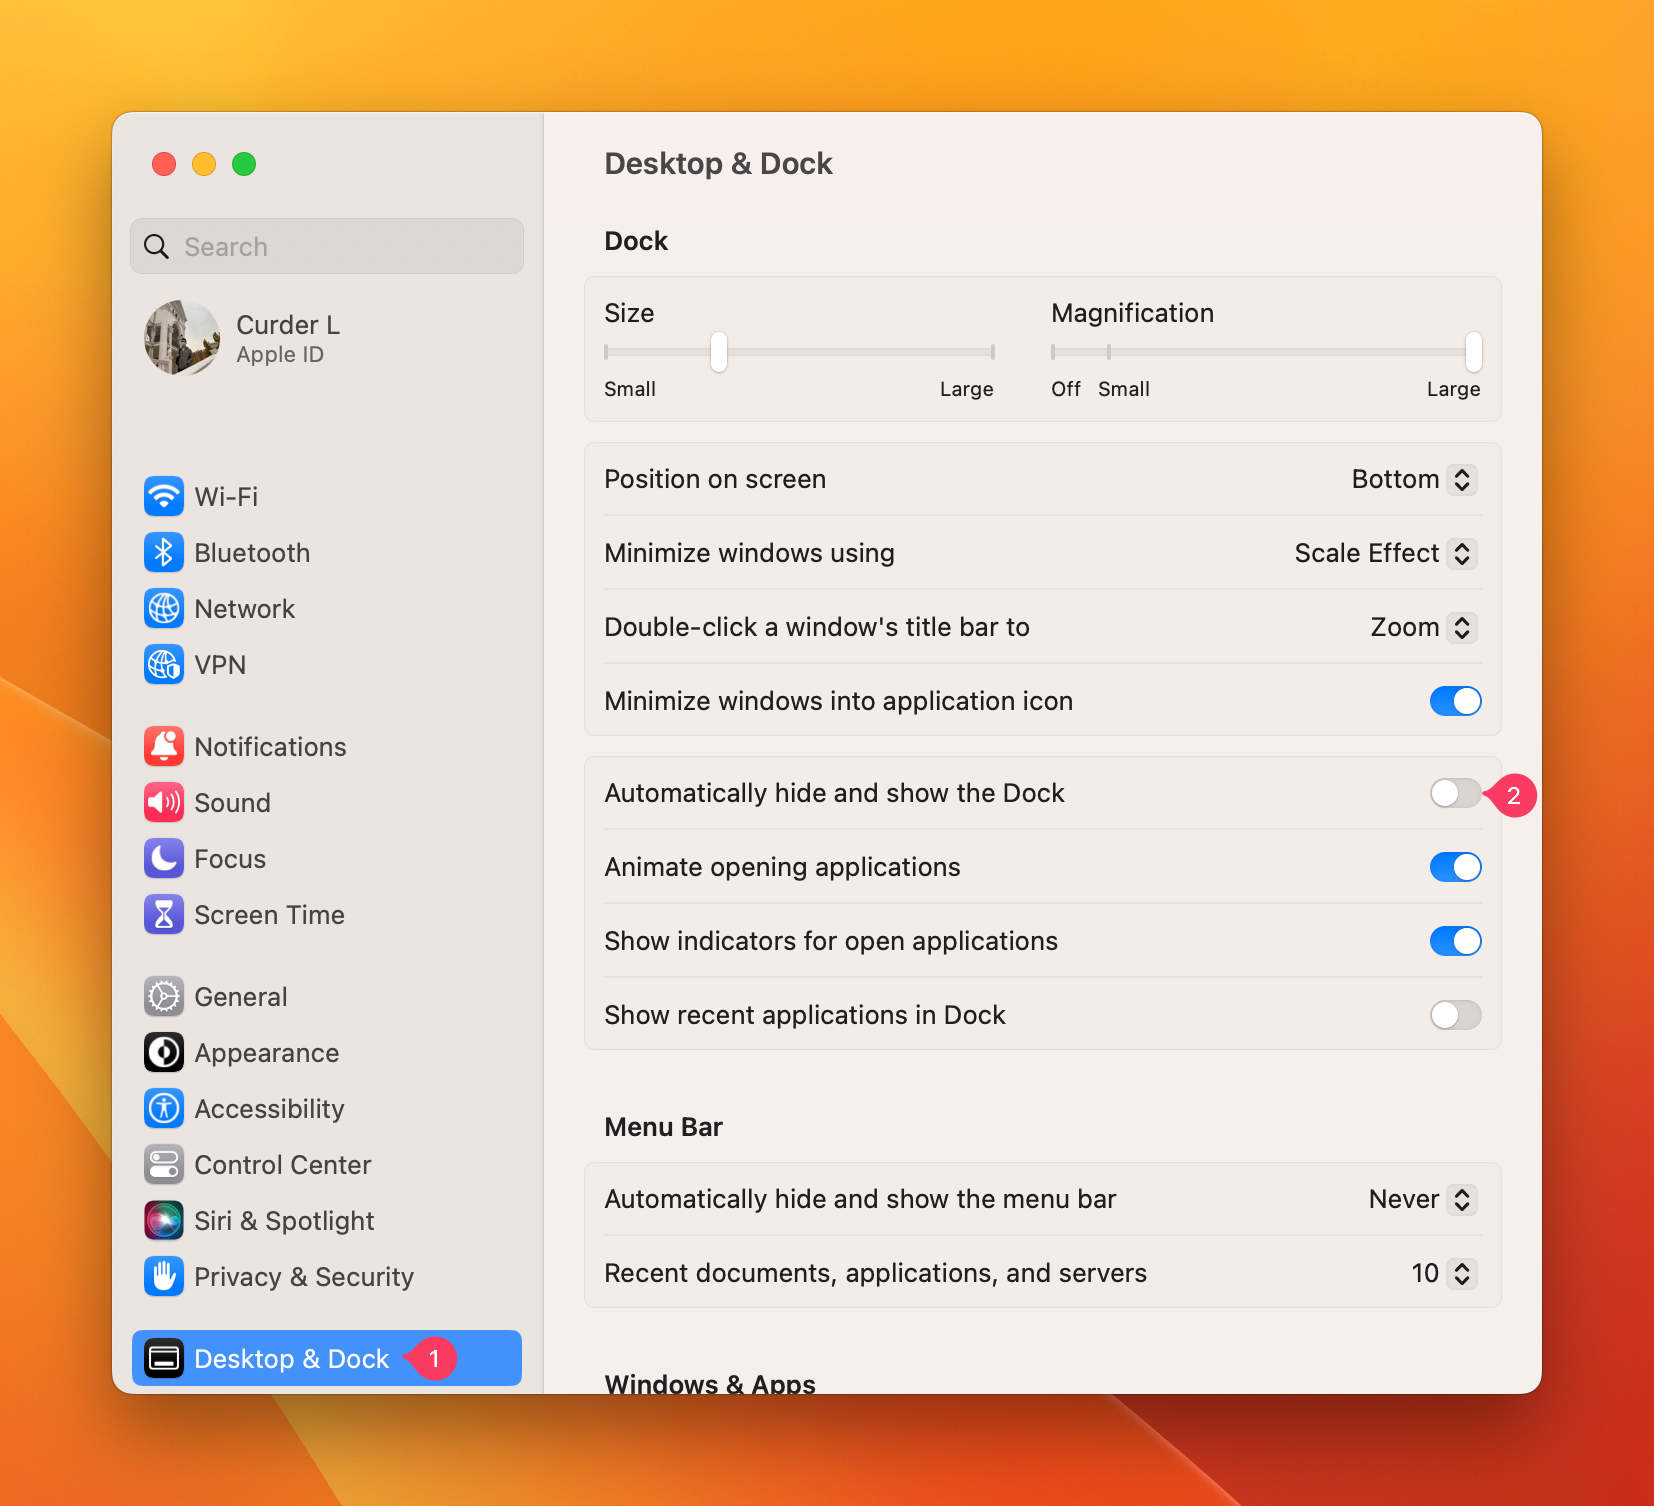 Search
Curder L
Apple ID
Wi-Fi
Bluetooth
Network
VPN
Notifications
Sound
Focus
Screen Time
General
Appearance
Accessibility
Control Center
Siri & Spotlight
Privacy & Security
Desktop & Dock 1
Desktop & Dock
Dock
Size
Small Large
Magnification
Off Small Large
Position on screen Bottom
Minimize windows using Scale Effect
Double-click a window's title bar to Zoom
Minimize windows into application icon
Automatically hide and show the Dock 2
Animate opening applications
Show indicators for open applications
Show recent applications in Dock
Menu Bar
Automatically hide and show the menu bar Never
Recent documents, applications, and servers 10
Windows & Apps